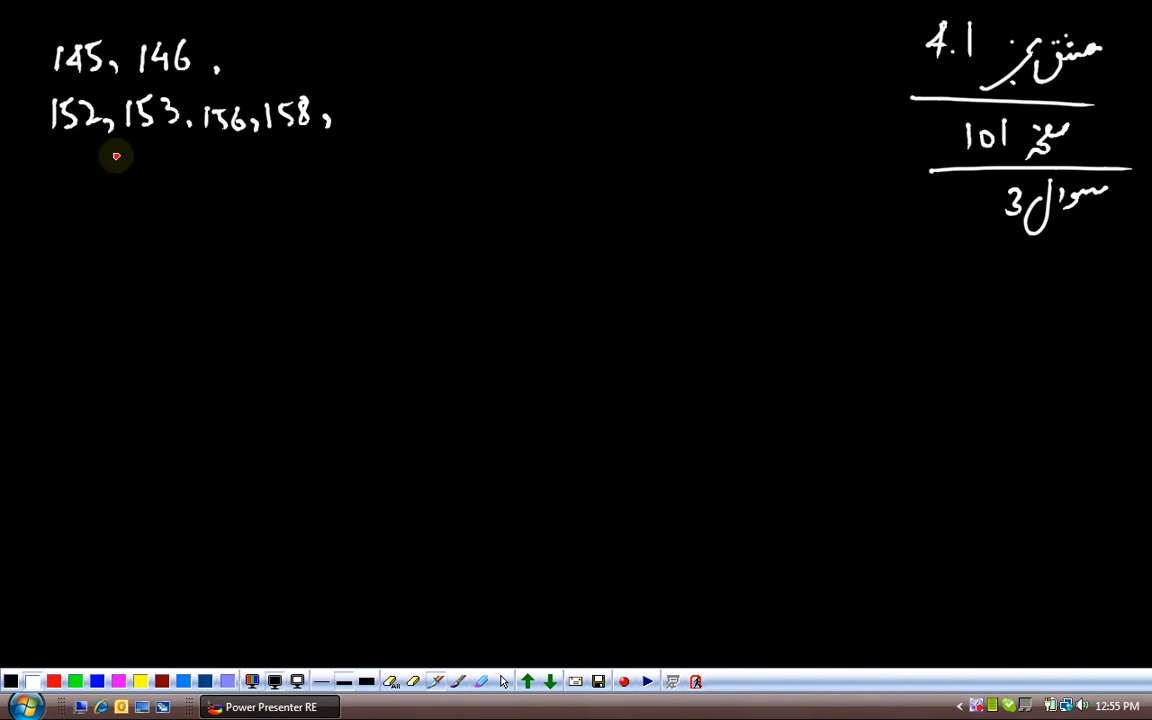 145, 146,
152, 153, 156, 158,
مشق نمبر 4.1
صفحہ 101
سوال 3
Power Presenter RE
12:55 PM